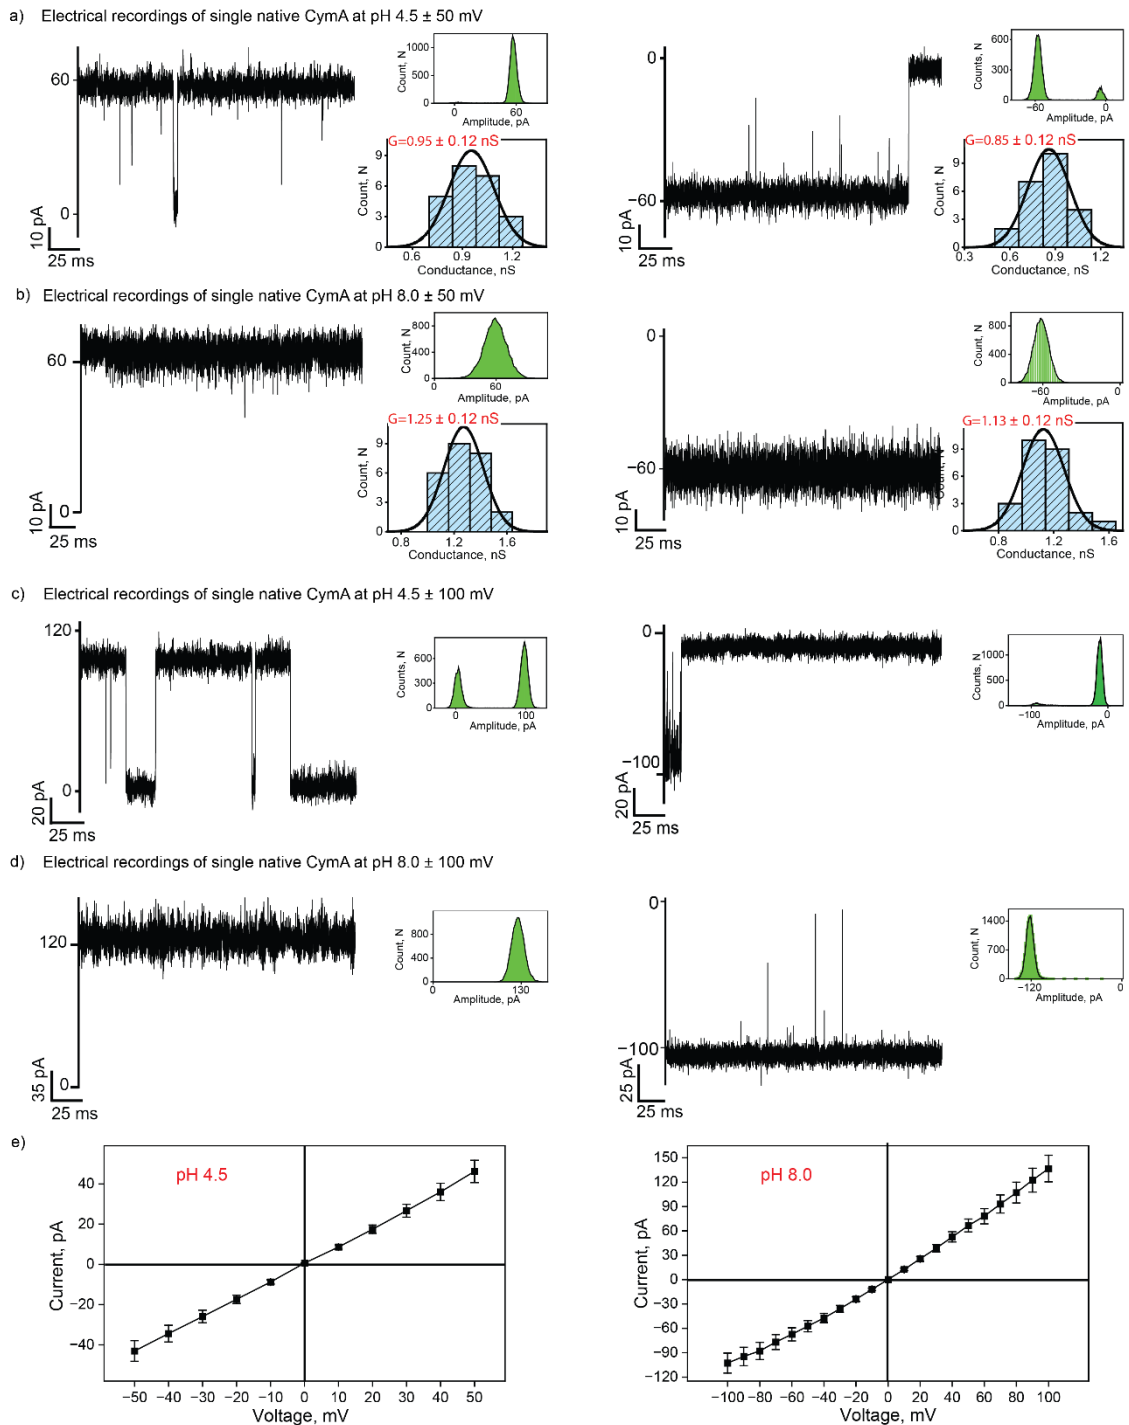 a) Electrical recordings of single native CymA at pH 4.5 ± 50 mV
60
0
10 pA
25 ms
1000
500
0
Count, N
0 60
Amplitude, pA
G=0.95 ± 0.12 nS
9
6
3
0
Count, N
0.6 0.9 1.2
Conductance, nS
0
−60
10 pA
25 ms
600
300
0
Counts, N
−60 0
Amplitude, pA
G=0.85 ± 0.12 nS
9
6
3
0
Count, N
0.3 0.6 0.9 1.2
Conductance, nS
b) Electrical recordings of single native CymA at pH 8.0 ± 50 mV
60
0
10 pA
25 ms
800
400
0
Count, N
0 60
Amplitude, pA
G=1.25 ± 0.12 nS
9
6
3
0
Count, N
0.8 1.2 1.6
Conductance, nS
0
−60
10 pA
25 ms
800
400
0
Count, N
−60 0
Amplitude, pA
G=1.13 ± 0.12 nS
9
6
3
0
Count, N
0.8 1.2 1.6
Conductance, nS
c) Electrical recordings of single native CymA at pH 4.5 ± 100 mV
120
0
20 pA
25 ms
600
300
0
Counts, N
0 100
Amplitude, pA
0
−100
20 pA
25 ms
1000
500
0
Counts, N
−100 0
Amplitude, pA
d) Electrical recordings of single native CymA at pH 8.0 ± 100 mV
120
0
35 pA
25 ms
800
400
0
Count, N
0 130
Amplitude, pA
0
−100
25 pA
25 ms
1400
700
0
Count, N
−120 0
Amplitude, pA
e)
pH 4.5
40
20
0
−20
−40
Current, pA
−50 −40 −30 −20 −10 0 10 20 30 40 50
Voltage, mV
pH 8.0
150
120
90
60
30
0
−30
−60
−90
−120
Current, pA
−100 −80 −60 −40 −20 0 20 40 60 80 100
Voltage, mV